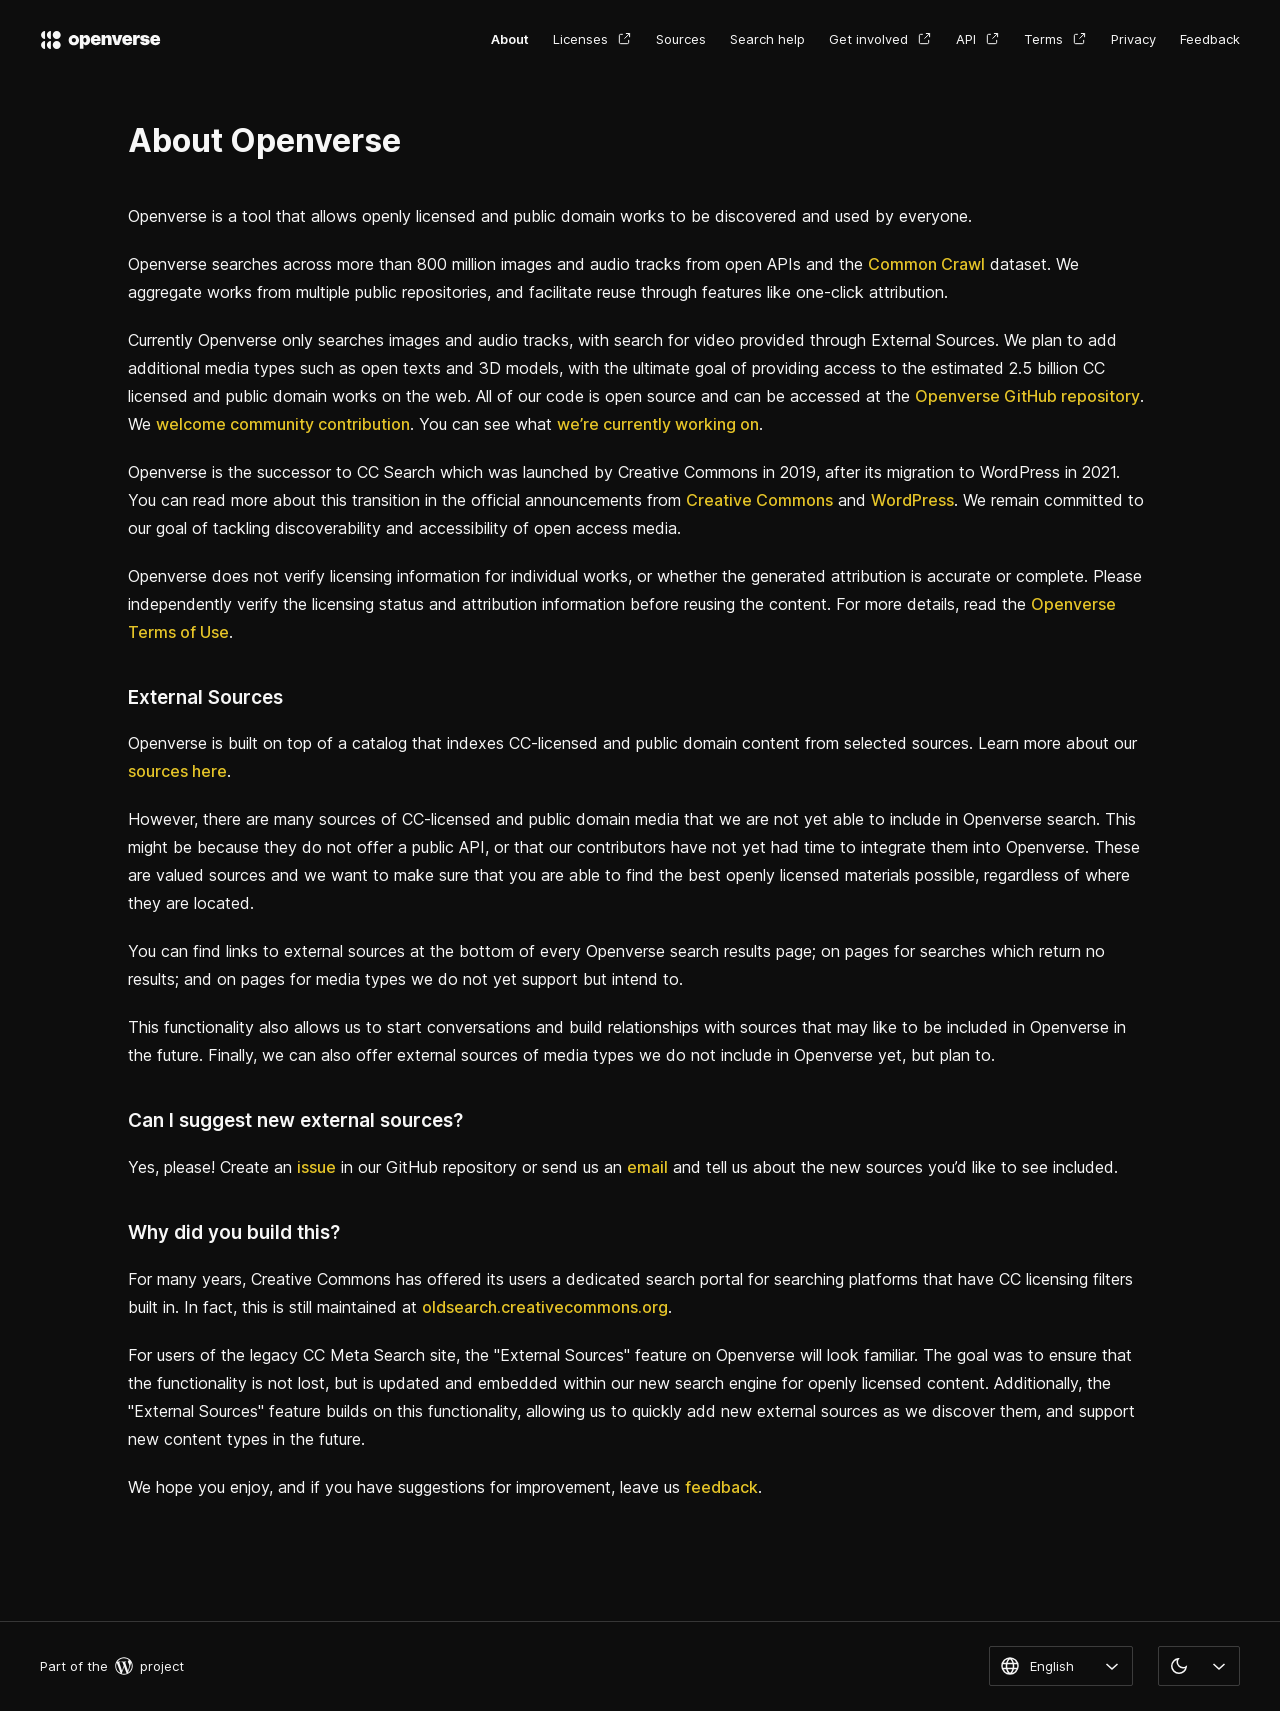 openverse
About Licenses Sources Search help Get involved API Terms Privacy Feedback
About Openverse
Openverse is a tool that allows openly licensed and public domain works to be discovered and used by everyone.
Openverse searches across more than 800 million images and audio tracks from open APIs and the Common Crawl dataset. We
aggregate works from multiple public repositories, and facilitate reuse through features like one-click attribution.
Currently Openverse only searches images and audio tracks, with search for video provided through External Sources. We plan to add
additional media types such as open texts and 3D models, with the ultimate goal of providing access to the estimated 2.5 billion CC
licensed and public domain works on the web. All of our code is open source and can be accessed at the Openverse GitHub repository.
We welcome community contribution. You can see what we’re currently working on.
Openverse is the successor to CC Search which was launched by Creative Commons in 2019, after its migration to WordPress in 2021.
You can read more about this transition in the official announcements from Creative Commons and WordPress. We remain committed to
our goal of tackling discoverability and accessibility of open access media.
Openverse does not verify licensing information for individual works, or whether the generated attribution is accurate or complete. Please
independently verify the licensing status and attribution information before reusing the content. For more details, read the Openverse
Terms of Use.
External Sources
Openverse is built on top of a catalog that indexes CC-licensed and public domain content from selected sources. Learn more about our
sources here.
However, there are many sources of CC-licensed and public domain media that we are not yet able to include in Openverse search. This
might be because they do not offer a public API, or that our contributors have not yet had time to integrate them into Openverse. These
are valued sources and we want to make sure that you are able to find the best openly licensed materials possible, regardless of where
they are located.
You can find links to external sources at the bottom of every Openverse search results page; on pages for searches which return no
results; and on pages for media types we do not yet support but intend to.
This functionality also allows us to start conversations and build relationships with sources that may like to be included in Openverse in
the future. Finally, we can also offer external sources of media types we do not include in Openverse yet, but plan to.
Can I suggest new external sources?
Yes, please! Create an issue in our GitHub repository or send us an email and tell us about the new sources you’d like to see included.
Why did you build this?
For many years, Creative Commons has offered its users a dedicated search portal for searching platforms that have CC licensing filters
built in. In fact, this is still maintained at oldsearch.creativecommons.org.
For users of the legacy CC Meta Search site, the "External Sources" feature on Openverse will look familiar. The goal was to ensure that
the functionality is not lost, but is updated and embedded within our new search engine for openly licensed content. Additionally, the
"External Sources" feature builds on this functionality, allowing us to quickly add new external sources as we discover them, and support
new content types in the future.
We hope you enjoy, and if you have suggestions for improvement, leave us feedback.
Part of the project
English